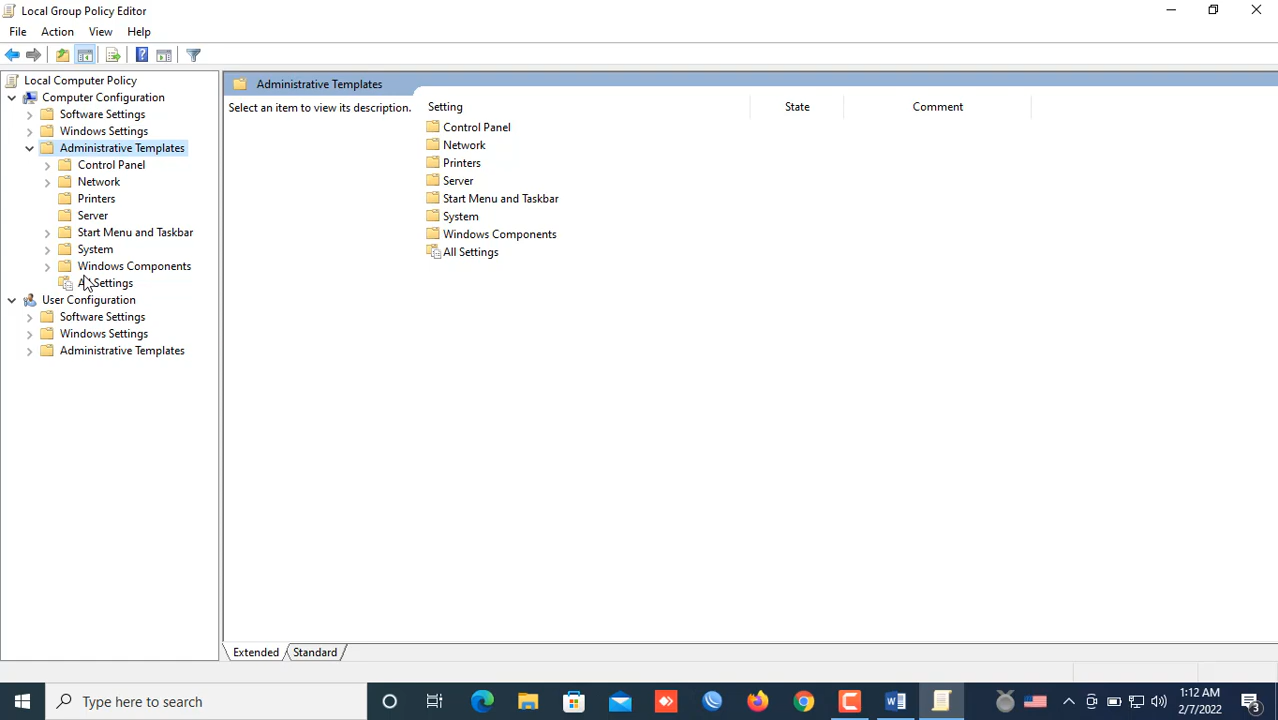 Local Group Policy Editor
File Action View Help
Local Computer Policy
Computer Configuration
Software Settings
Windows Settings
Administrative Templates
Control Panel
Network
Printers
Server
Start Menu and Taskbar
System
Windows Components
Settings
User Configuration
Software Settings
Windows Settings
Administrative Templates
Administrative Templates
Select an item to view its description.
Setting State Comment
Control Panel
Network
Printers
Server
Start Menu and Taskbar
System
Windows Components
All Settings
Extended Standard
Type here to search
1:12 AM
2/7/2022
3